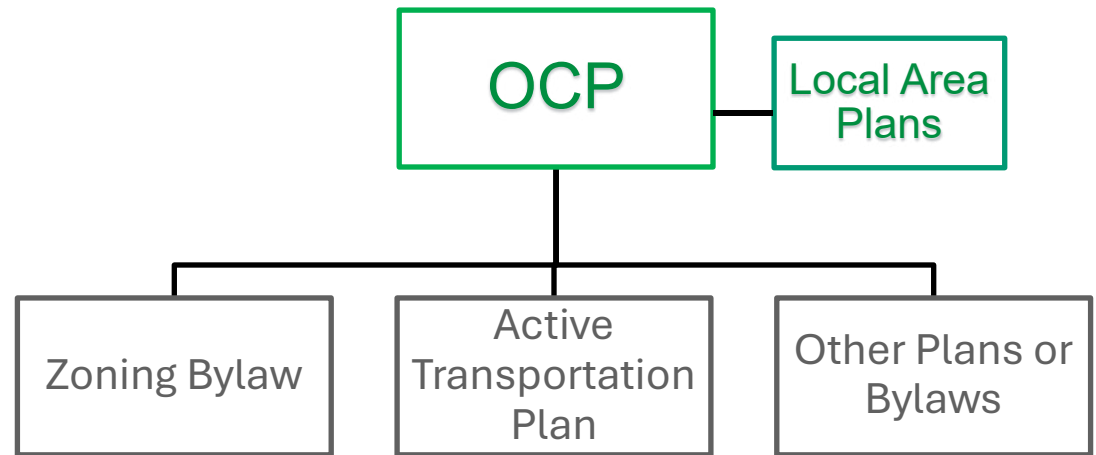 OCP
Local Area
Plans
Zoning Bylaw
Active
Transportation
Plan
Other Plans or
Bylaws